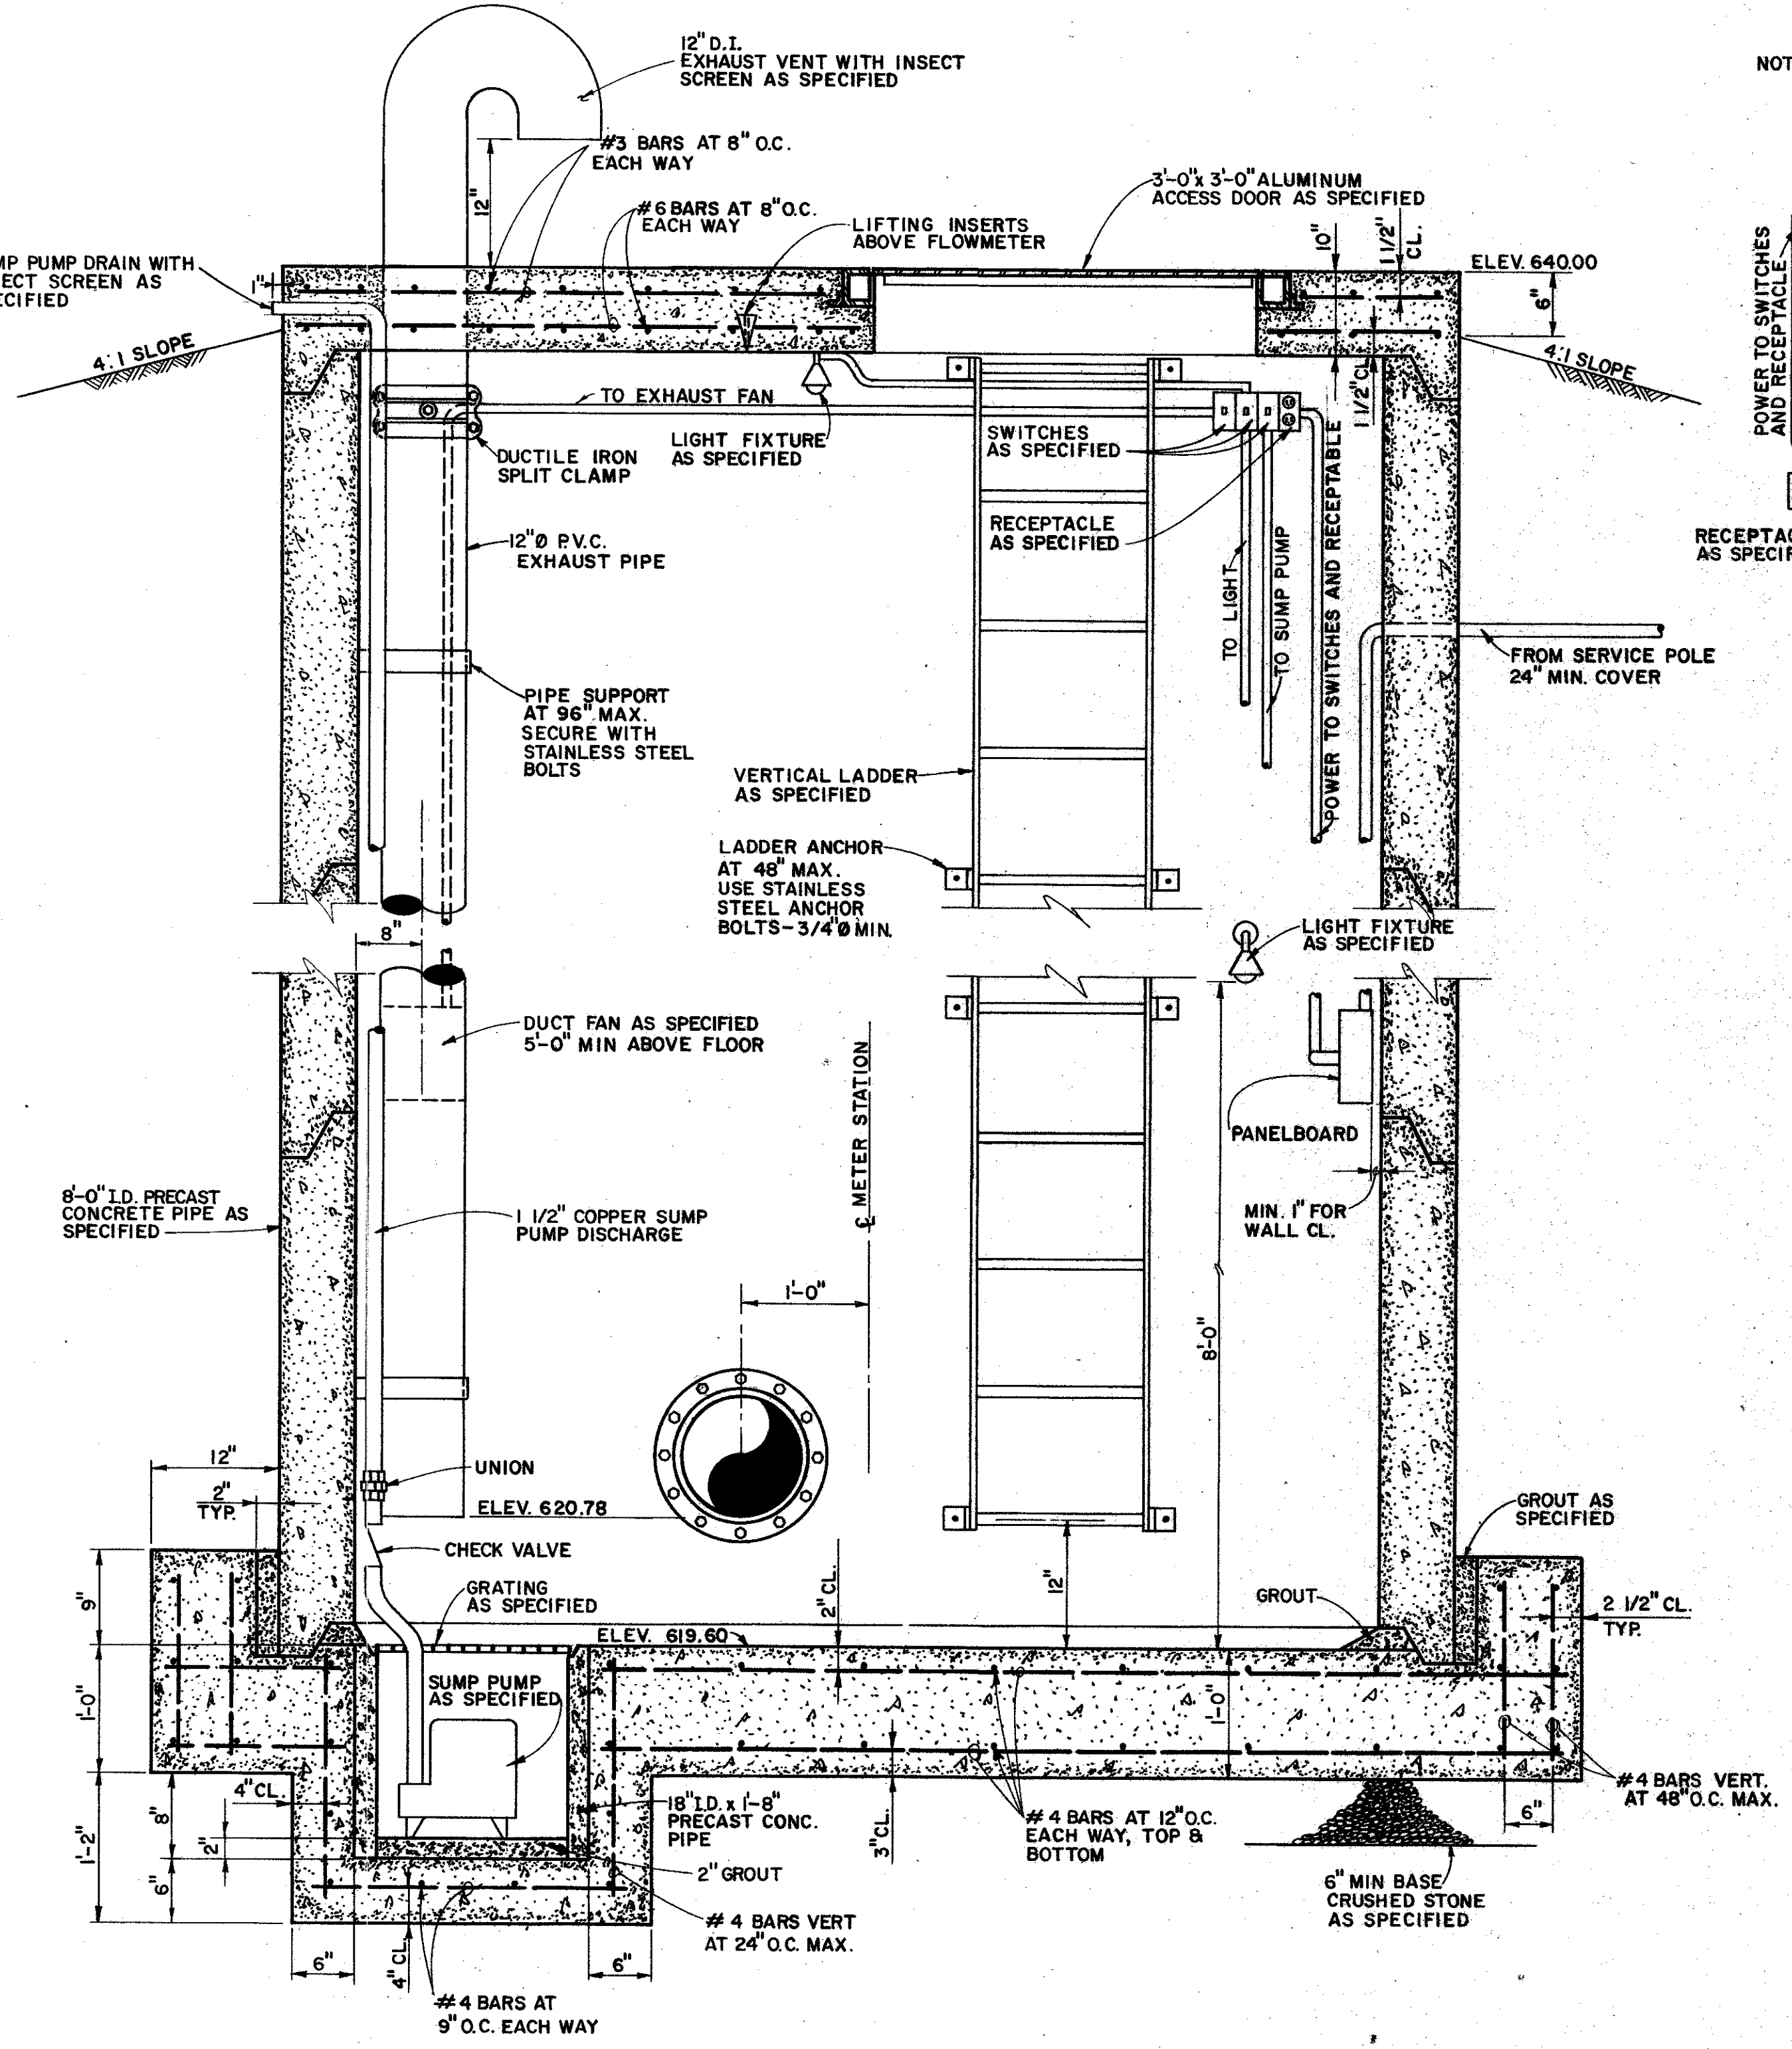 12" D.I.
EXHAUST VENT WITH INSECT
SCREEN AS SPECIFIED
NOT
#3 BARS AT 8" O.C.
EACH WAY
12"
#6 BARS AT 8" O.C.
EACH WAY
LIFTING INSERTS
ABOVE FLOWMETER
3'-0" x 3'-0" ALUMINUM
ACCESS DOOR AS SPECIFIED
10"
1 1/2"
CL.
ELEV. 640.00
6"
MP PUMP DRAIN WITH
ECT SCREEN AS
ECIFIED
1"
4:1 SLOPE
4:1 SLOPE
1 1/2" CL.
POWER TO SWITCHES
AND RECEPTACLE
TO EXHAUST FAN
LIGHT FIXTURE
AS SPECIFIED
SWITCHES
AS SPECIFIED
DUCTILE IRON
SPLIT CLAMP
RECEPTACLE
AS SPECIFIED
RECEPTAC
AS SPECIFI
12"Ø P.V.C.
EXHAUST PIPE
TO LIGHT
TO SUMP PUMP
POWER TO SWITCHES AND RECEPTABLE
FROM SERVICE POLE
24" MIN. COVER
PIPE SUPPORT
AT 96" MAX.
SECURE WITH
STAINLESS STEEL
BOLTS
VERTICAL LADDER
AS SPECIFIED
LADDER ANCHOR
AT 48" MAX.
USE STAINLESS
STEEL ANCHOR
BOLTS-3/4"Ø MIN.
8"
LIGHT FIXTURE
AS SPECIFIED
DUCT FAN AS SPECIFIED
5'-0" MIN ABOVE FLOOR
℄ METER STATION
PANELBOARD
8'-0" I.D. PRECAST
CONCRETE PIPE AS
SPECIFIED
1 1/2" COPPER SUMP
PUMP DISCHARGE
MIN. 1" FOR
WALL CL.
1'-0"
8'-0"
12"
2"
TYP.
UNION
ELEV. 620.78
GROUT AS
SPECIFIED
CHECK VALVE
9"
GRATING
AS SPECIFIED
2" CL.
12"
GROUT
2 1/2" CL.
TYP.
ELEV. 619.60
1'-0"
SUMP PUMP
AS SPECIFIED
1'-0"
4" CL.
8"
2"
1'-2"
6"
18" I.D. x 1'-8"
PRECAST CONC.
PIPE
3" CL.
#4 BARS AT 12" O.C.
EACH WAY, TOP &
BOTTOM
6"
#4 BARS VERT.
AT 48" O.C. MAX.
2" GROUT
6" MIN BASE
CRUSHED STONE
AS SPECIFIED
#4 BARS VERT
AT 24" O.C. MAX.
6"
4" CL.
6"
#4 BARS AT
9" O.C. EACH WAY